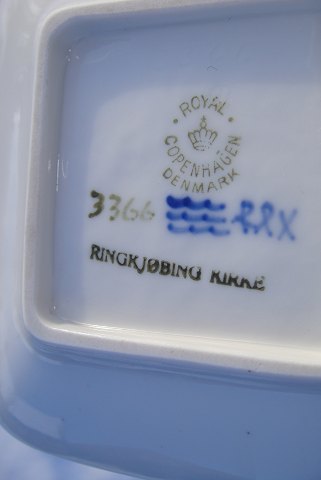 ROYAL
COPENHAGEN
DENMARK
3366
RINGKJØBING KIRKE